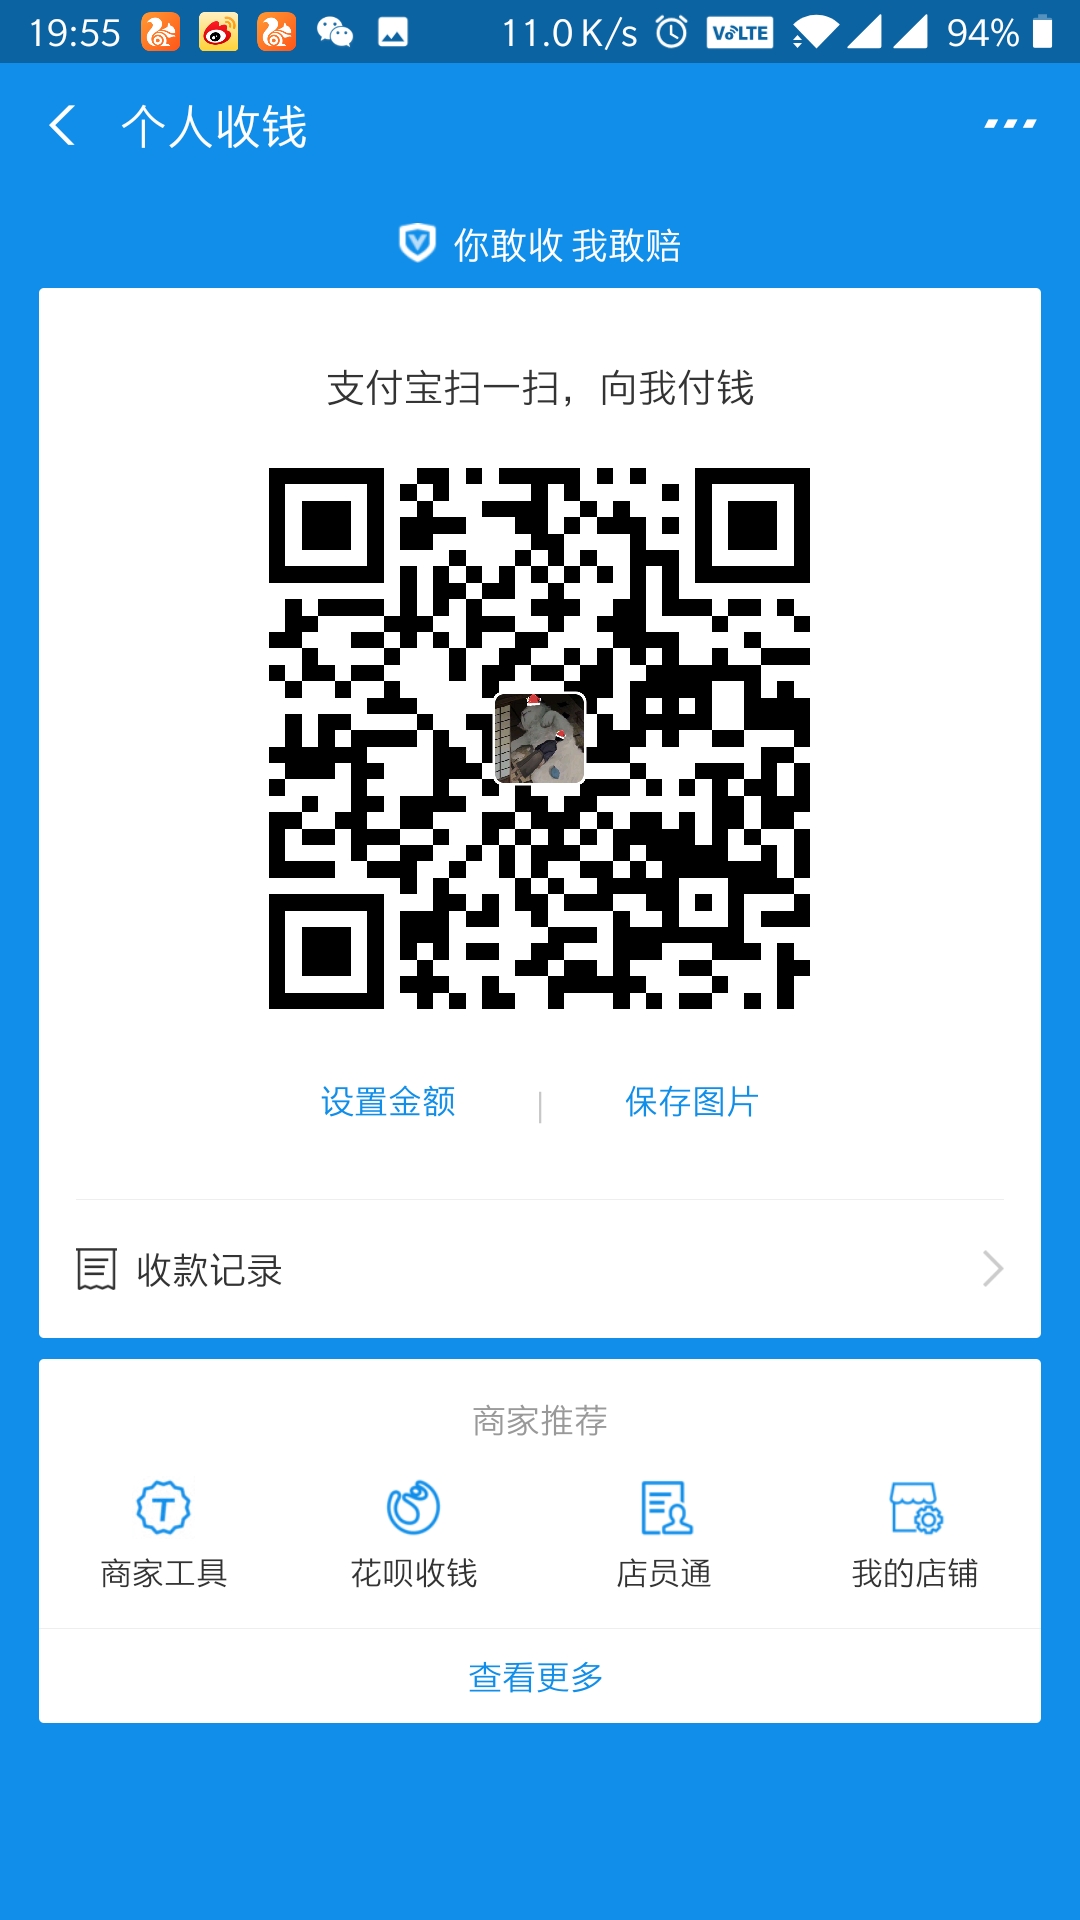 19:55 11.0 K/s VoLTE 94%
个人收钱
你敢收 我敢赔
支付宝扫一扫，向我付钱
设置金额 | 保存图片
收款记录
商家推荐
商家工具 花呗收钱 店员通 我的店铺
查看更多